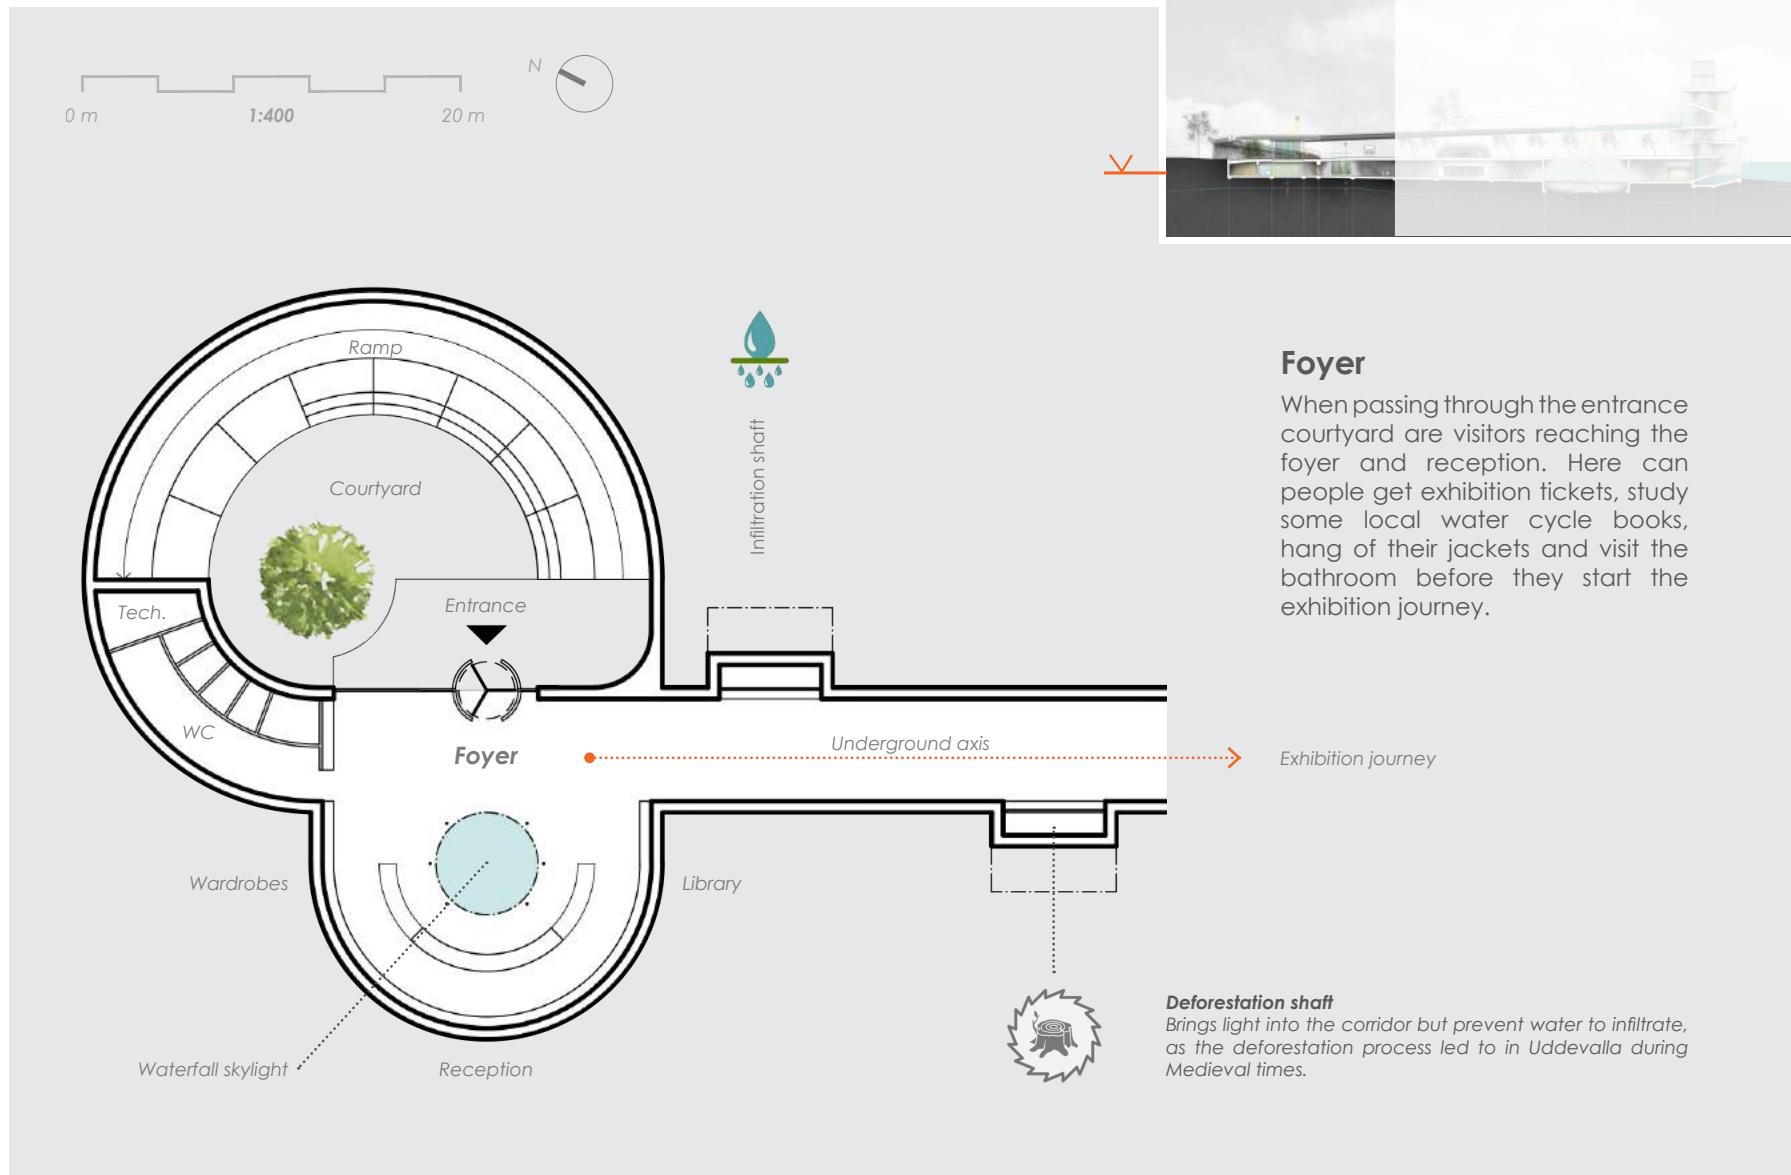 N
0 m
1:400
20 m
Ramp
Courtyard
Infiltration shaft
Entrance
Tech.
WC
Foyer
Underground axis
Exhibition journey
Wardrobes
Library
Waterfall skylight
Reception
Foyer
When passing through the entrance
courtyard are visitors reaching the
foyer and reception. Here can
people get exhibition tickets, study
some local water cycle books,
hang of their jackets and visit the
bathroom before they start the
exhibition journey.
Deforestation shaft
Brings light into the corridor but prevent water to infiltrate,
as the deforestation process led to in Uddevalla during
Medieval times.